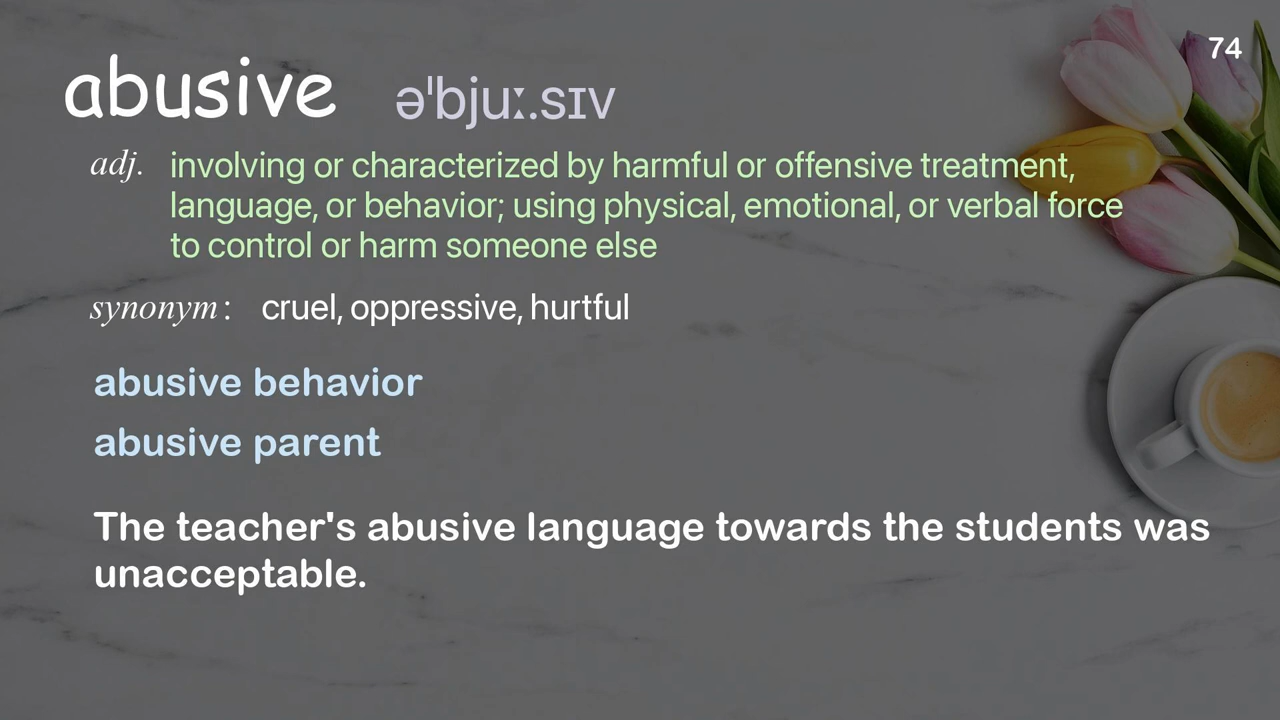 74
abusive əˈbjuː.sɪv
adj. involving or characterized by harmful or offensive treatment,
language, or behavior; using physical, emotional, or verbal force
to control or harm someone else
synonym : cruel, oppressive, hurtful
abusive behavior
abusive parent
The teacher's abusive language towards the students was
unacceptable.